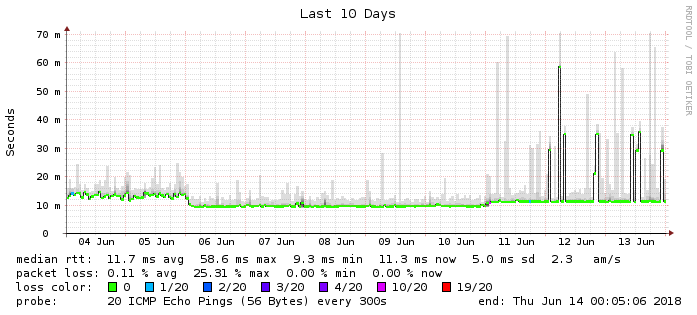 Last 10 Days
RRDTOOL / TOBI OETIKER
Seconds
70 m
60 m
50 m
40 m
30 m
20 m
10 m
0
04 Jun 05 Jun 06 Jun 07 Jun 08 Jun 09 Jun 10 Jun 11 Jun 12 Jun 13 Jun
median rtt: 11.7 ms avg 58.6 ms max 9.3 ms min 11.3 ms now 5.0 ms sd 2.3 am/s
packet loss: 0.11 % avg 25.31 % max 0.00 % min 0.00 % now
loss color: 0 1/20 2/20 3/20 4/20 10/20 19/20
probe: 20 ICMP Echo Pings (56 Bytes) every 300s end: Thu Jun 14 00:05:06 2018